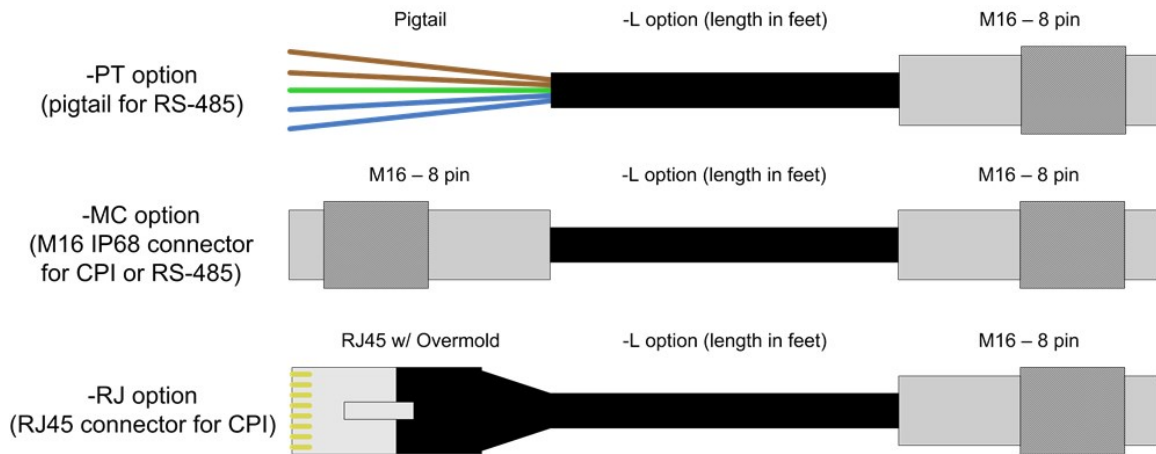 Pigtail
-L option (length in feet)
M16 – 8 pin
-PT option
(pigtail for RS-485)
M16 – 8 pin
-L option (length in feet)
M16 – 8 pin
-MC option
(M16 IP68 connector
for CPI or RS-485)
RJ45 w/ Overmold
-L option (length in feet)
M16 – 8 pin
-RJ option
(RJ45 connector for CPI)